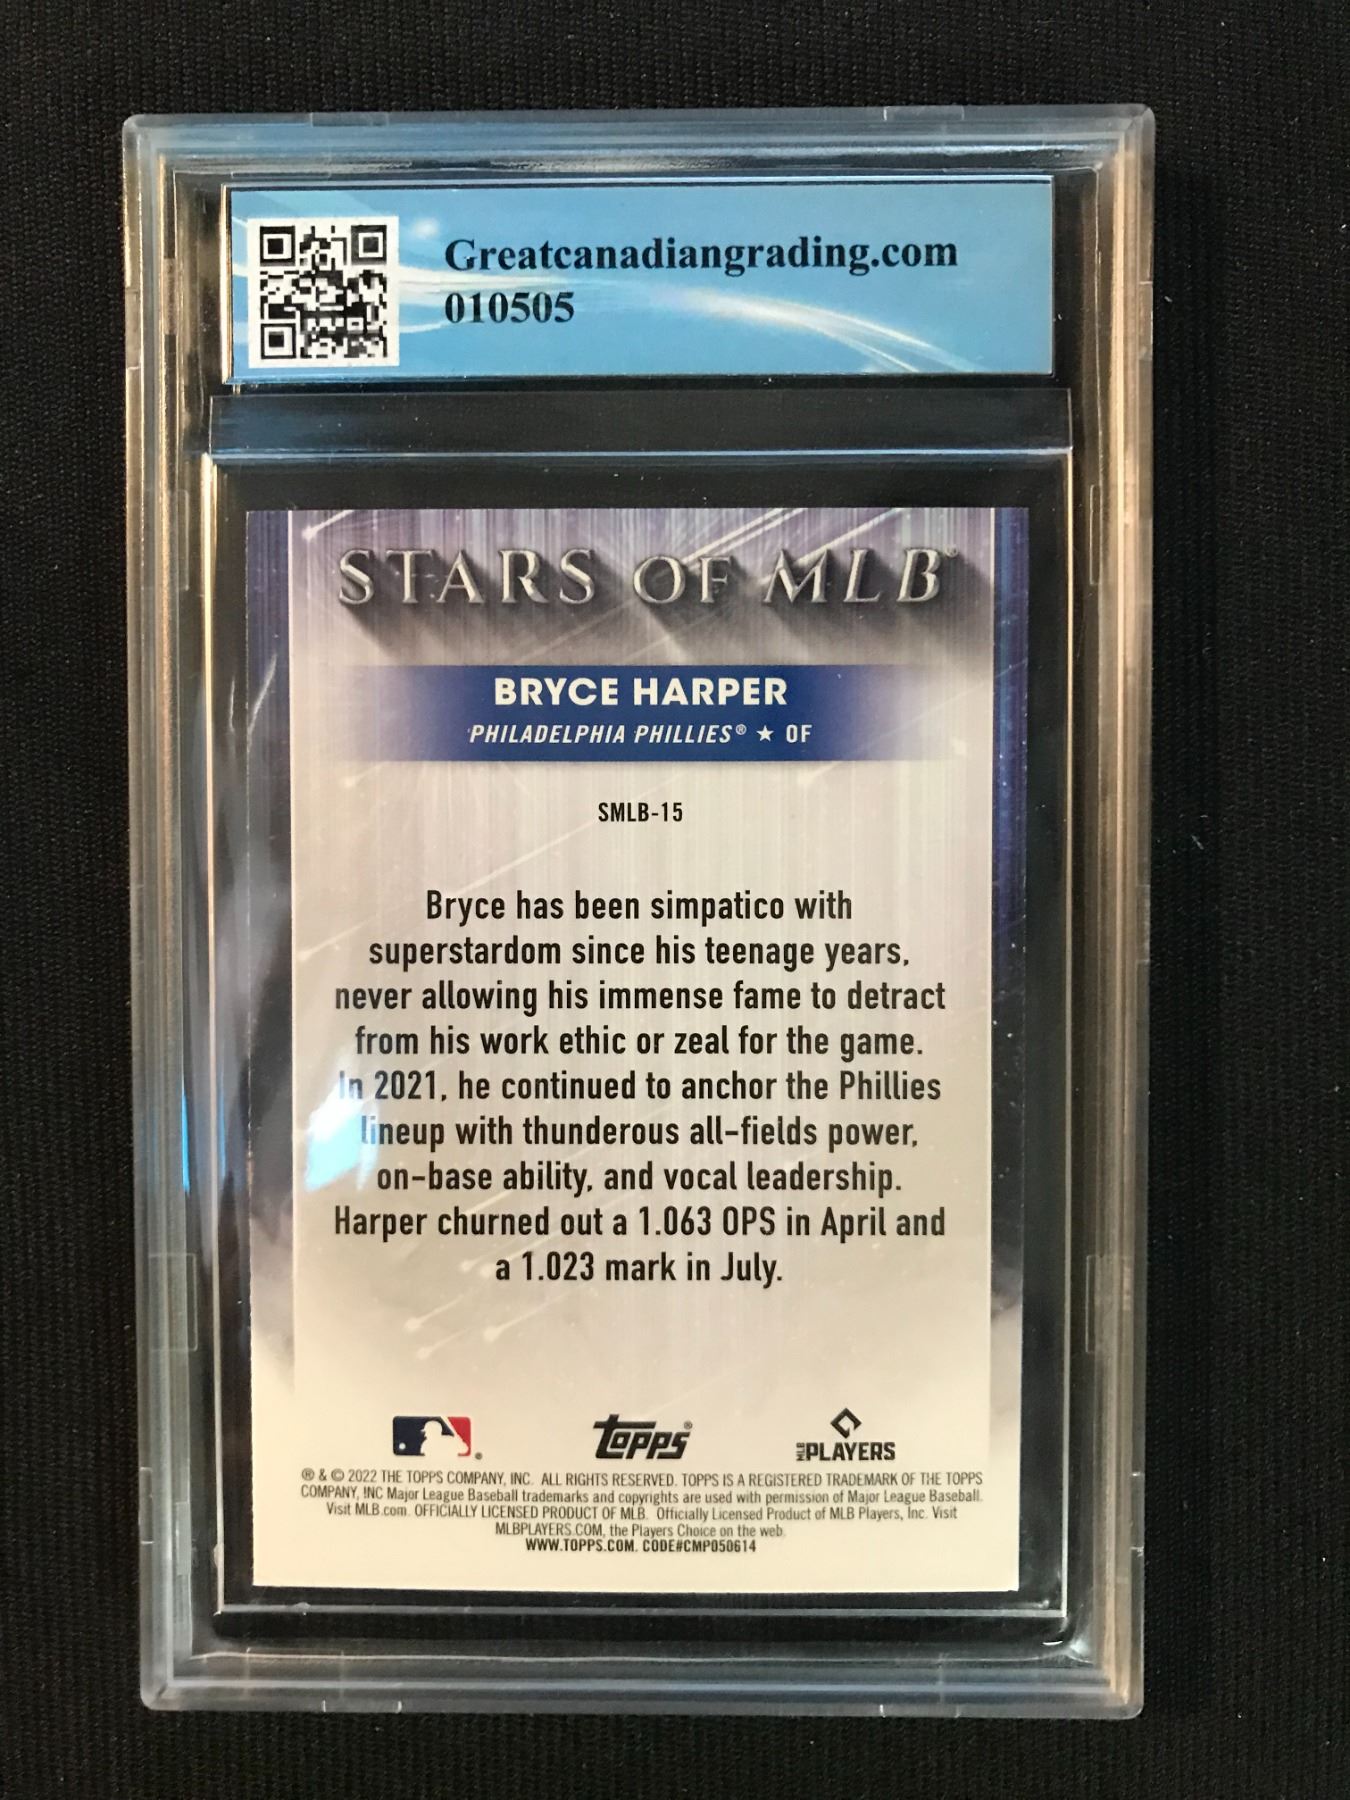 Greatcanadiangrading.com
010505
STARS OF MLB®
BRYCE HARPER
PHILADELPHIA PHILLIES® ★ OF
SMLB-15
Bryce has been simpatico with
superstardom since his teenage years,
never allowing his immense fame to detract
from his work ethic or zeal for the game.
In 2021, he continued to anchor the Phillies
lineup with thunderous all-fields power,
on-base ability, and vocal leadership.
Harper churned out a 1.063 OPS in April and
a 1.023 mark in July.
topps®
MLB PLAYERS
® & © 2022 THE TOPPS COMPANY, INC. ALL RIGHTS RESERVED. TOPPS IS A REGISTERED TRADEMARK OF THE TOPPS
COMPANY, INC Major League Baseball trademarks and copyrights are used with permission of Major League Baseball.
Visit MLB.com. OFFICIALLY LICENSED PRODUCT OF MLB. Officially Licensed Product of MLB Players, Inc. Visit
MLBPLAYERS.COM, the Players Choice on the web.
WWW.TOPPS.COM. CODE#CMP050614